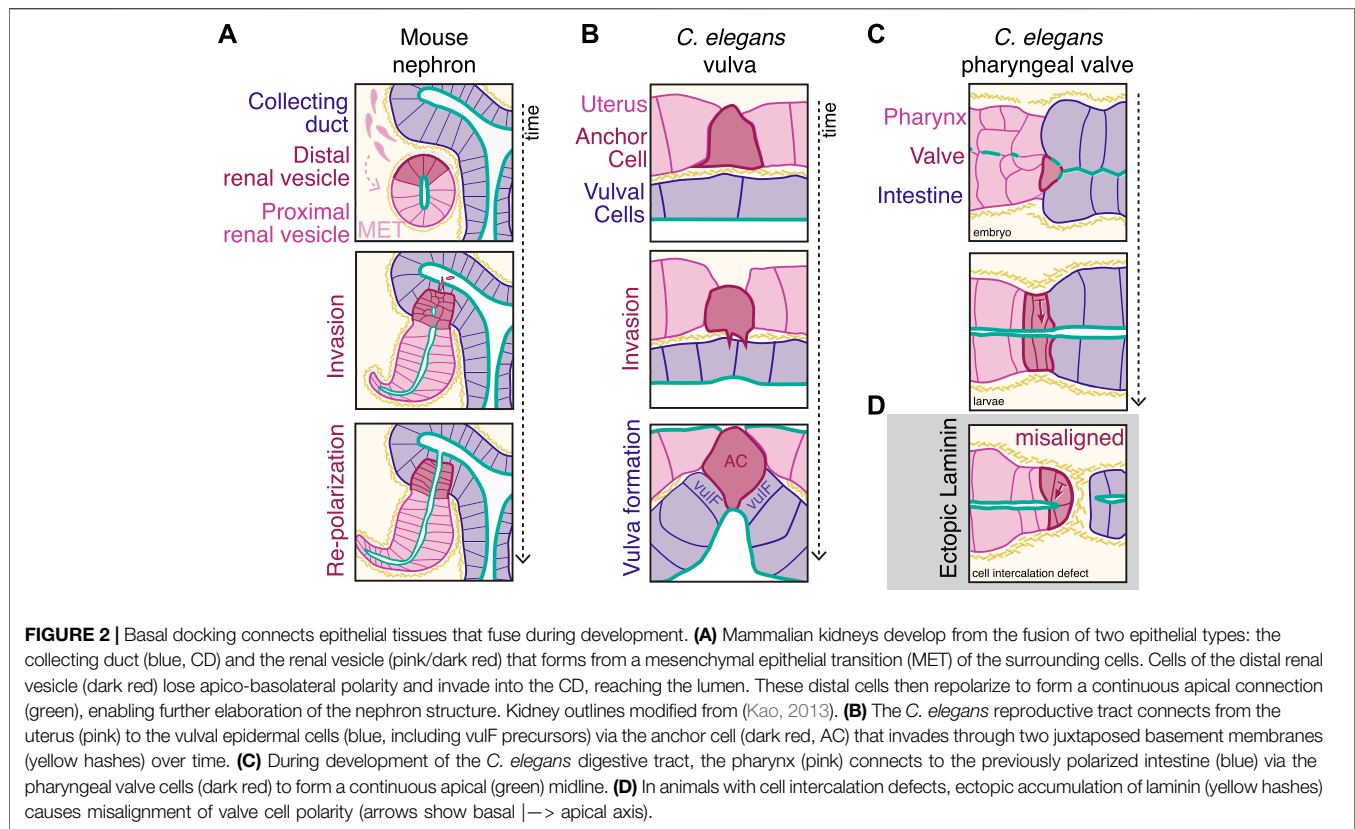 A
Mouse
nephron
Collecting
duct
Distal
renal vesicle
Proximal
renal vesicle
MET
time
Invasion
Re-polarization
B
C. elegans
vulva
Uterus
Anchor
Cell
Vulval
Cells
time
Invasion
Vulva formation
AC
vulF
vulF
C
C. elegans
pharyngeal valve
Pharynx
Valve
Intestine
embryo
larvae
D
Ectopic Laminin
misaligned
cell intercalation defect
FIGURE 2 | Basal docking connects epithelial tissues that fuse during development. (A) Mammalian kidneys develop from the fusion of two epithelial types: the
collecting duct (blue, CD) and the renal vesicle (pink/dark red) that forms from a mesenchymal epithelial transition (MET) of the surrounding cells. Cells of the distal renal
vesicle (dark red) lose apico-basolateral polarity and invade into the CD, reaching the lumen. These distal cells then repolarize to form a continuous apical connection
(green), enabling further elaboration of the nephron structure. Kidney outlines modified from (Kao, 2013). (B) The C. elegans reproductive tract connects from the
uterus (pink) to the vulval epidermal cells (blue, including vulF precursors) via the anchor cell (dark red, AC) that invades through two juxtaposed basement membranes
(yellow hashes) over time. (C) During development of the C. elegans digestive tract, the pharynx (pink) connects to the previously polarized intestine (blue) via the
pharyngeal valve cells (dark red) to form a continuous apical (green) midline. (D) In animals with cell intercalation defects, ectopic accumulation of laminin (yellow hashes)
causes misalignment of valve cell polarity (arrows show basal |—> apical axis).